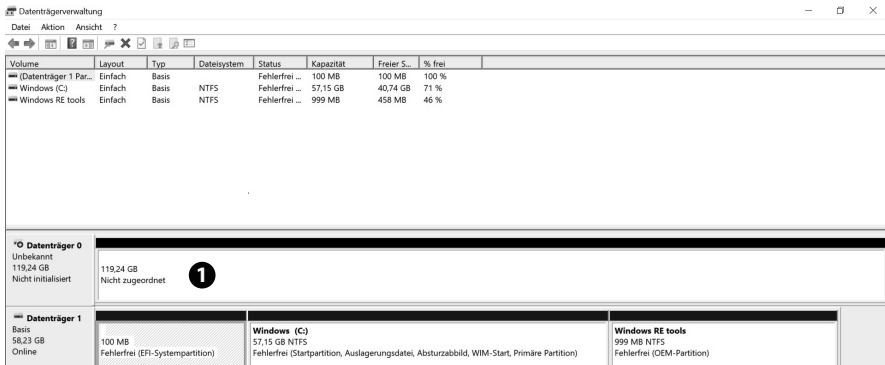 Datenträgerverwaltung
Datei Aktion Ansicht ?
Volume Layout Typ Dateisystem Status Kapazität Freier S... % frei
(Datenträger 1 Par... Einfach Basis Fehlerfrei ... 100 MB 100 MB 100 %
Windows (C:) Einfach Basis NTFS Fehlerfrei ... 57,15 GB 40,74 GB 71 %
Windows RE tools Einfach Basis NTFS Fehlerfrei ... 999 MB 458 MB 46 %
Datenträger 0
Unbekannt
119,24 GB
Nicht initialisiert
119,24 GB
Nicht zugeordnet
1
Datenträger 1
Basis
58,23 GB
Online
100 MB
Fehlerfrei (EFI-Systempartition)
Windows (C:)
57,15 GB NTFS
Fehlerfrei (Startpartition, Auslagerungsdatei, Absturzabbild, WIM-Start, Primäre Partition)
Windows RE tools
999 MB NTFS
Fehlerfrei (OEM-Partition)